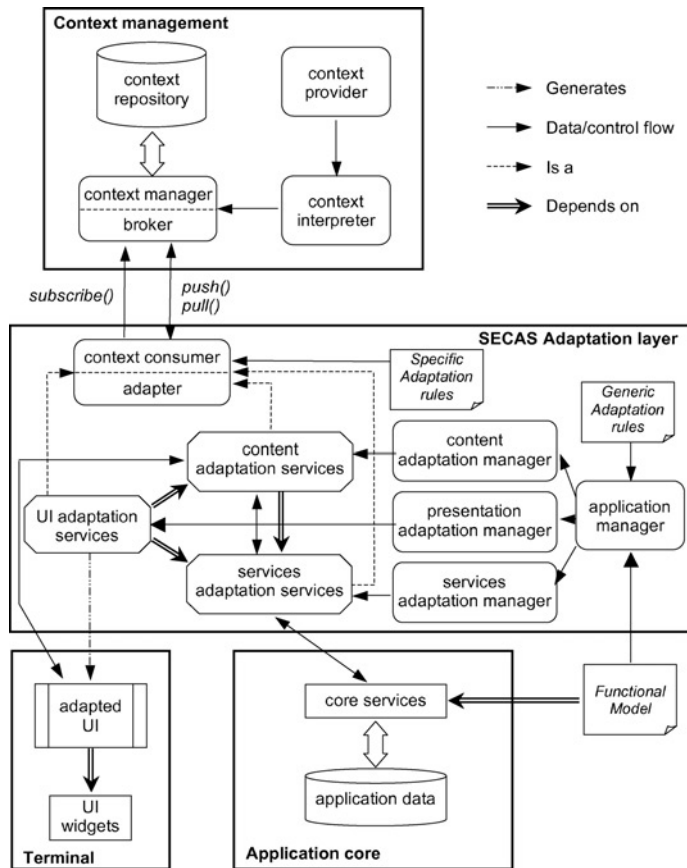 Context management
context
repository
context
provider
context manager
broker
context
interpreter
Generates
Data/control flow
Is a
Depends on
subscribe()
push()
pull()
SECAS Adaptation layer
context consumer
adapter
Specific
Adaptation
rules
Generic
Adaptation
rules
content
adaptation services
content
adaptation manager
UI adaptation
services
presentation
adaptation manager
application
manager
services
adaptation services
services
adaptation manager
adapted
UI
UI
widgets
Terminal
core services
application data
Application core
Functional
Model